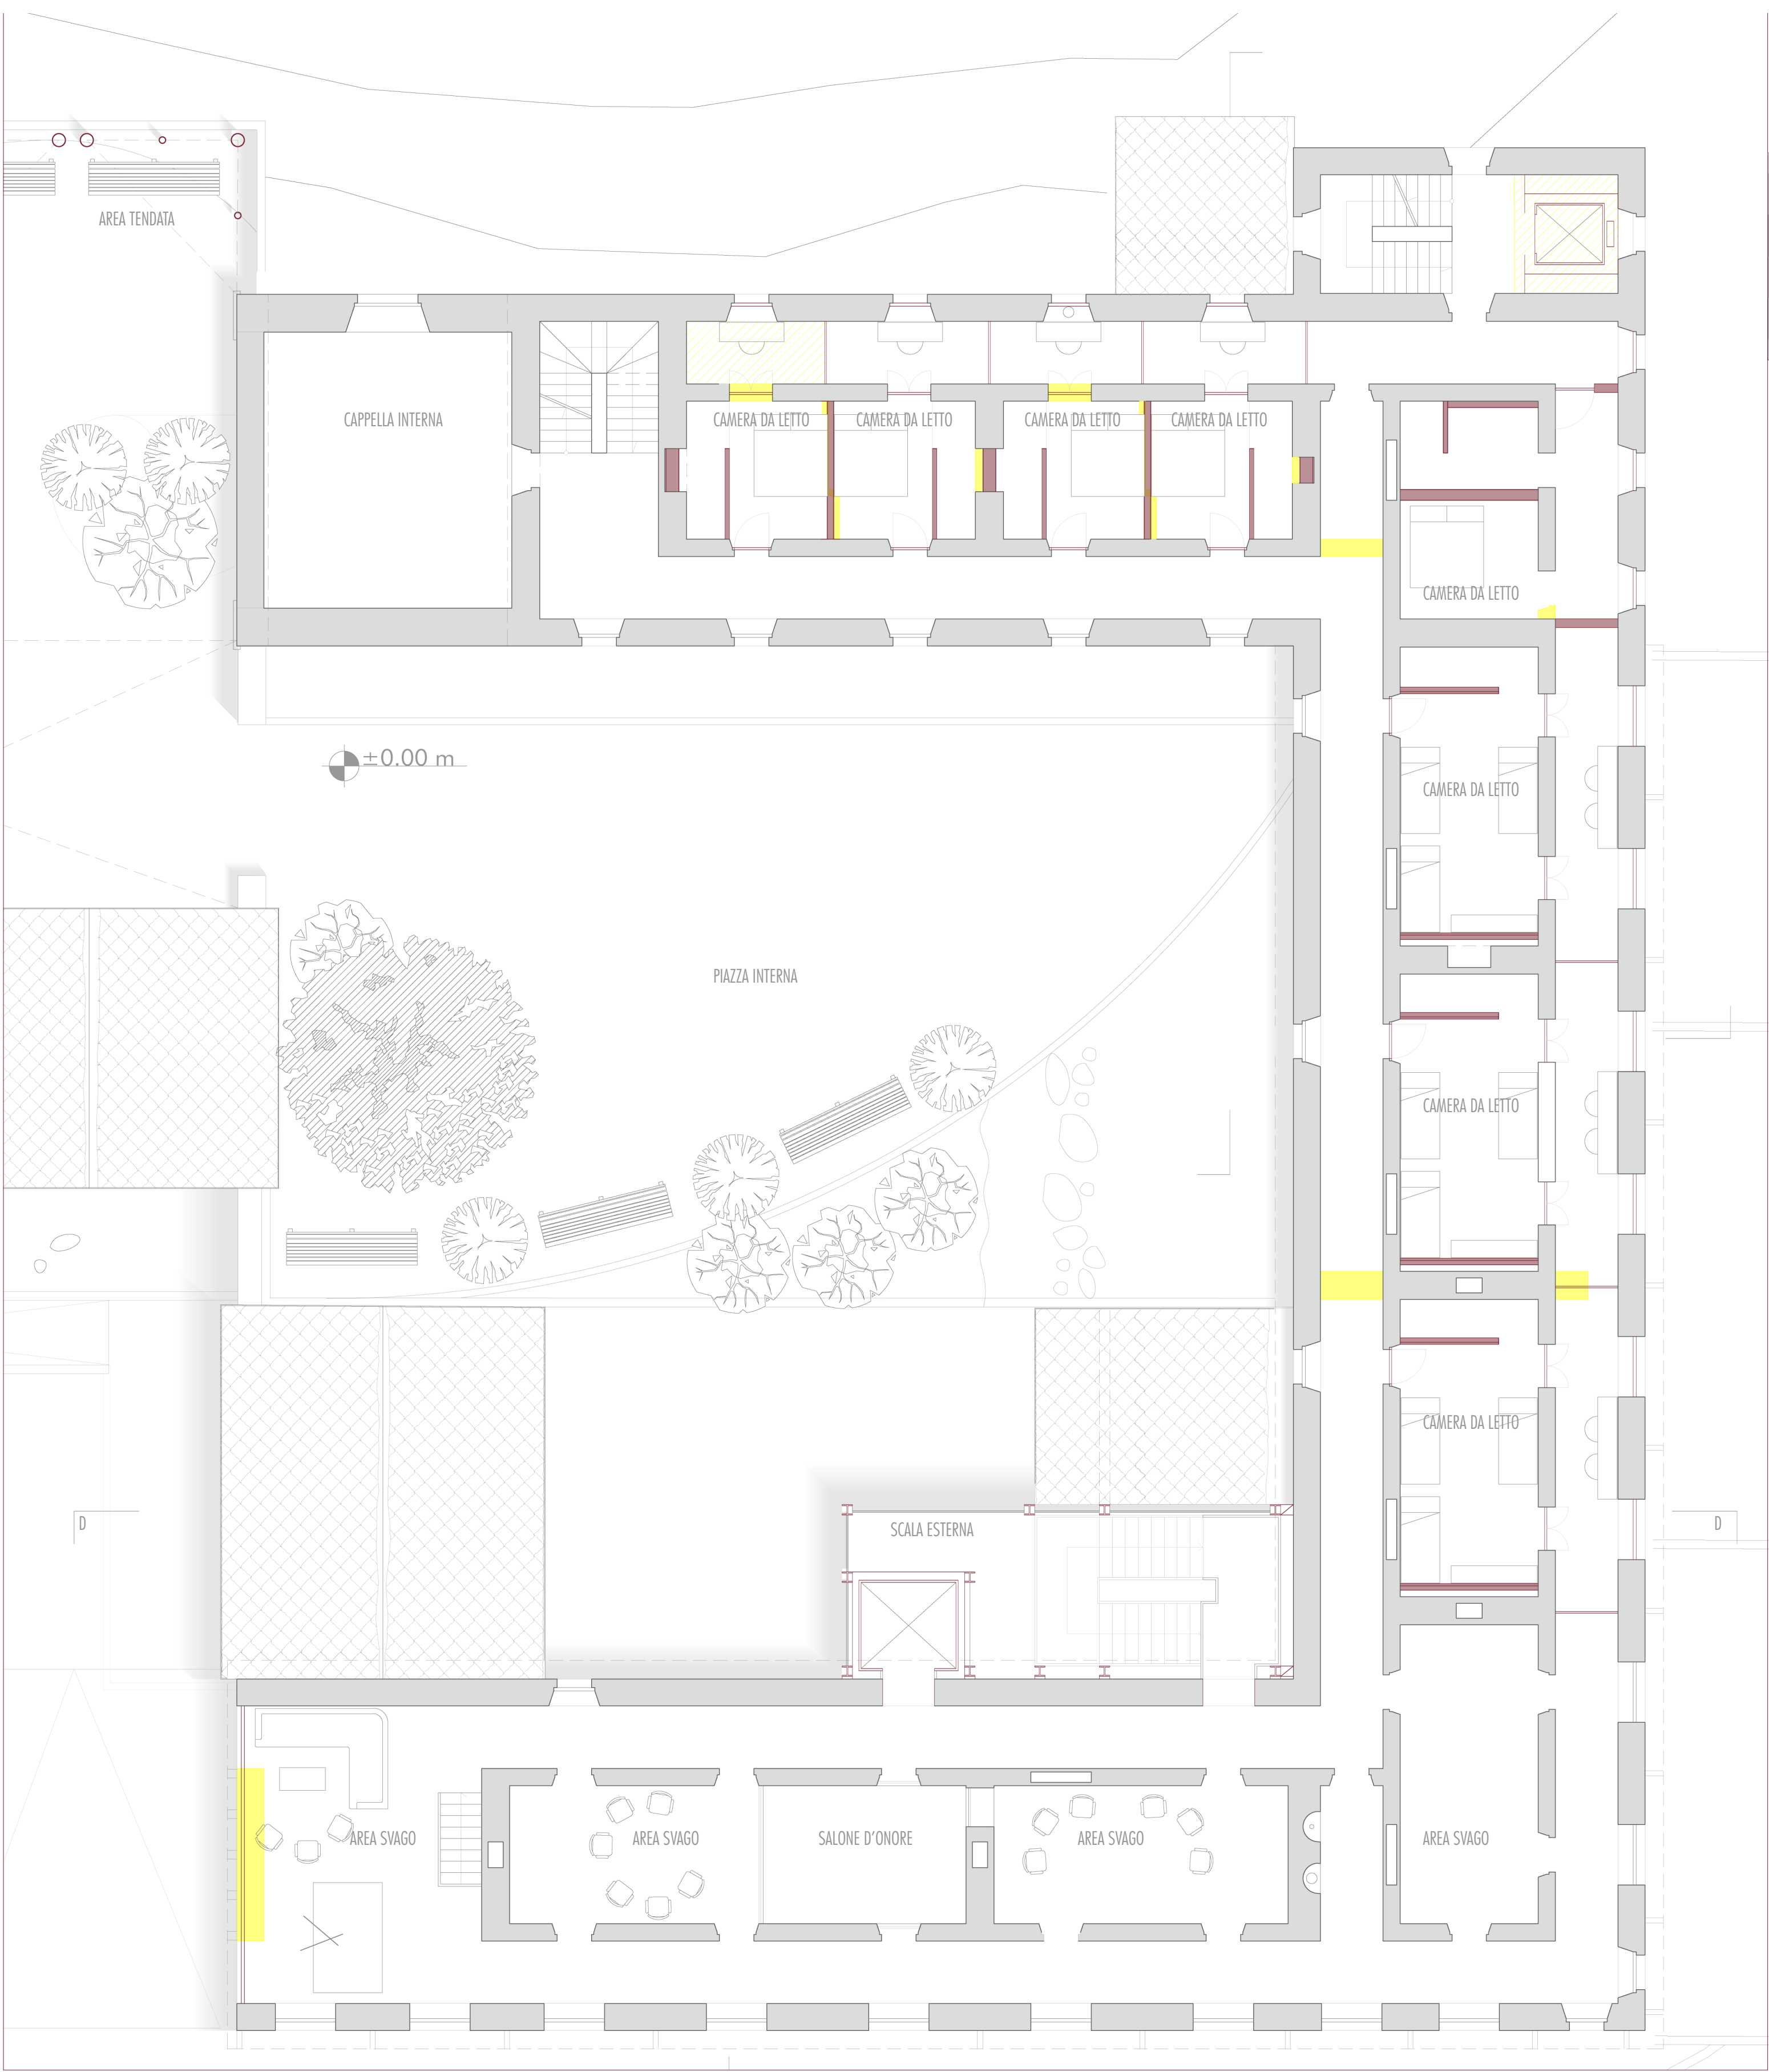 AREA TENDATA
CAPPELLA INTERNA
CAMERA DA LETTO
CAMERA DA LETTO
CAMERA DA LETTO
CAMERA DA LETTO
CAMERA DA LETTO
±0.00 m
CAMERA DA LETTO
PIAZZA INTERNA
CAMERA DA LETTO
CAMERA DA LETTO
D
SCALA ESTERNA
D
AREA SVAGO
AREA SVAGO
SALONE D'ONORE
AREA SVAGO
AREA SVAGO